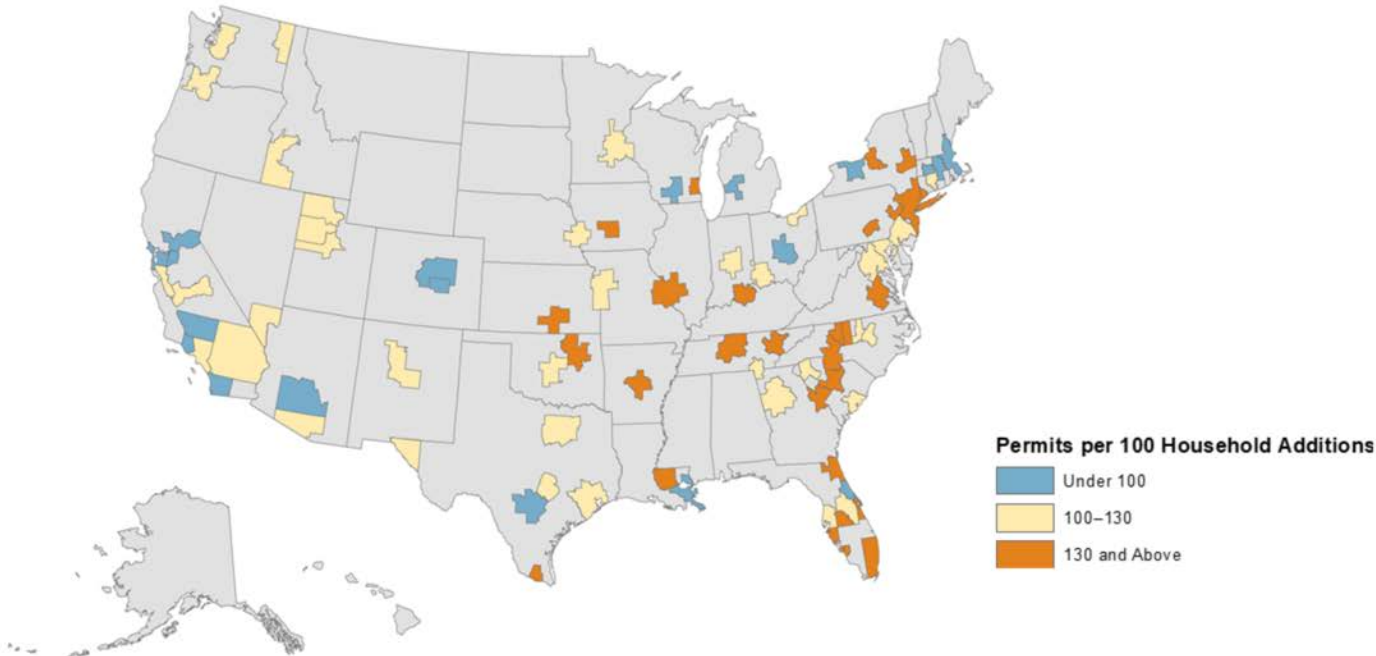 Permits per 100 Household Additions
Under 100
100–130
130 and Above